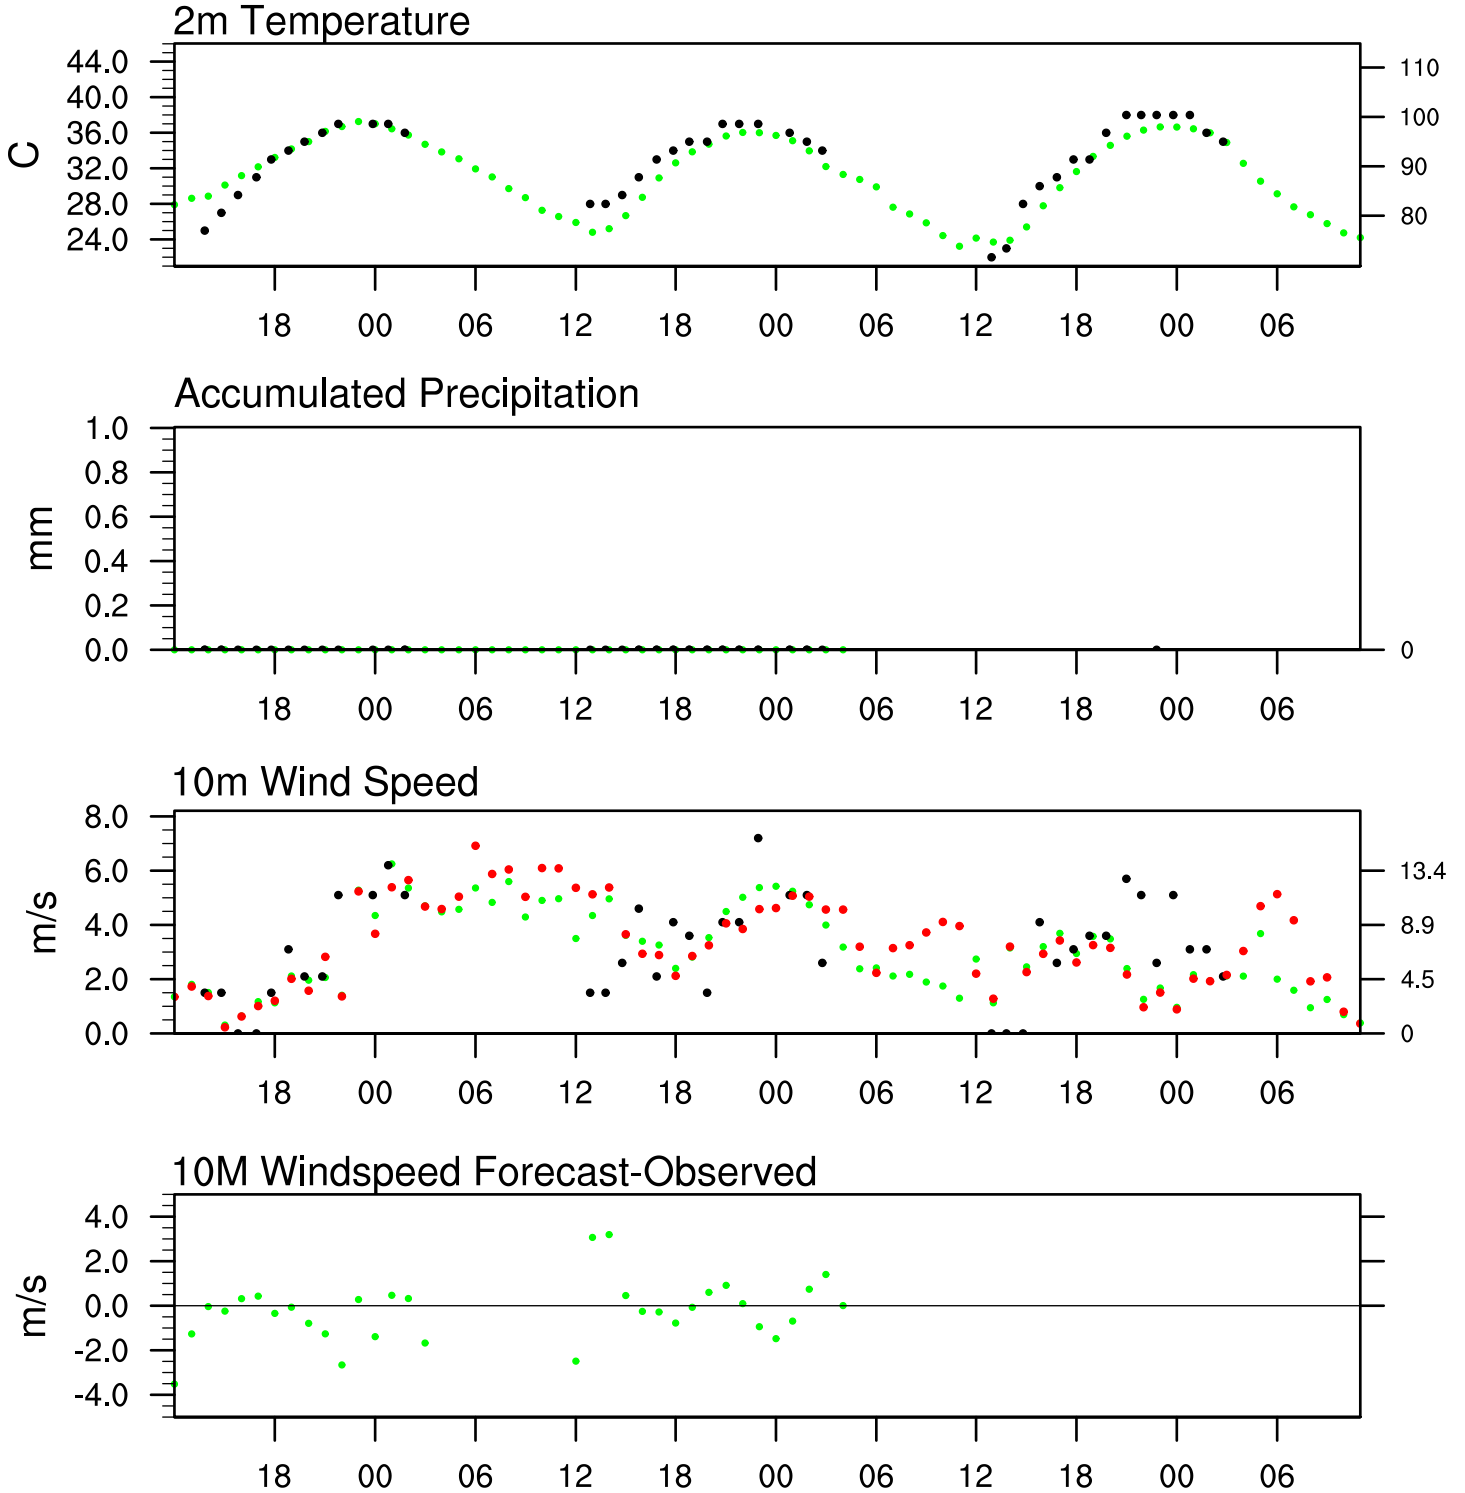 2m Temperature
44.0
40.0
36.0
32.0
28.0
24.0
C
110
100
90
80
18 00 06 12 18 00 06 12 18 00 06
Accumulated Precipitation
1.0
0.8
0.6
0.4
0.2
0.0
mm
0
18 00 06 12 18 00 06 12 18 00 06
10m Wind Speed
8.0
6.0
4.0
2.0
0.0
m/s
13.4
8.9
4.5
0
18 00 06 12 18 00 06 12 18 00 06
10M Windspeed Forecast-Observed
4.0
2.0
0.0
-2.0
-4.0
m/s
18 00 06 12 18 00 06 12 18 00 06